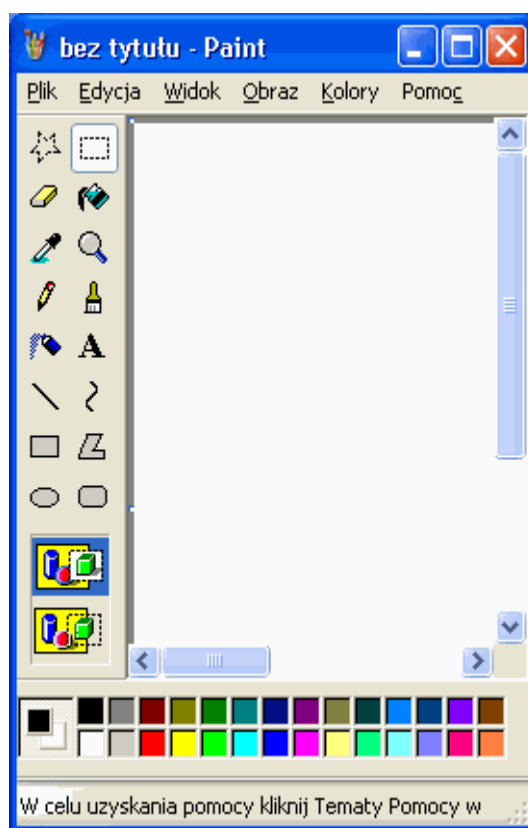 bez tytułu - Paint
Plik Edycja Widok Obraz Kolory Pomoc
A
W celu uzyskania pomocy kliknij Tematy Pomocy w